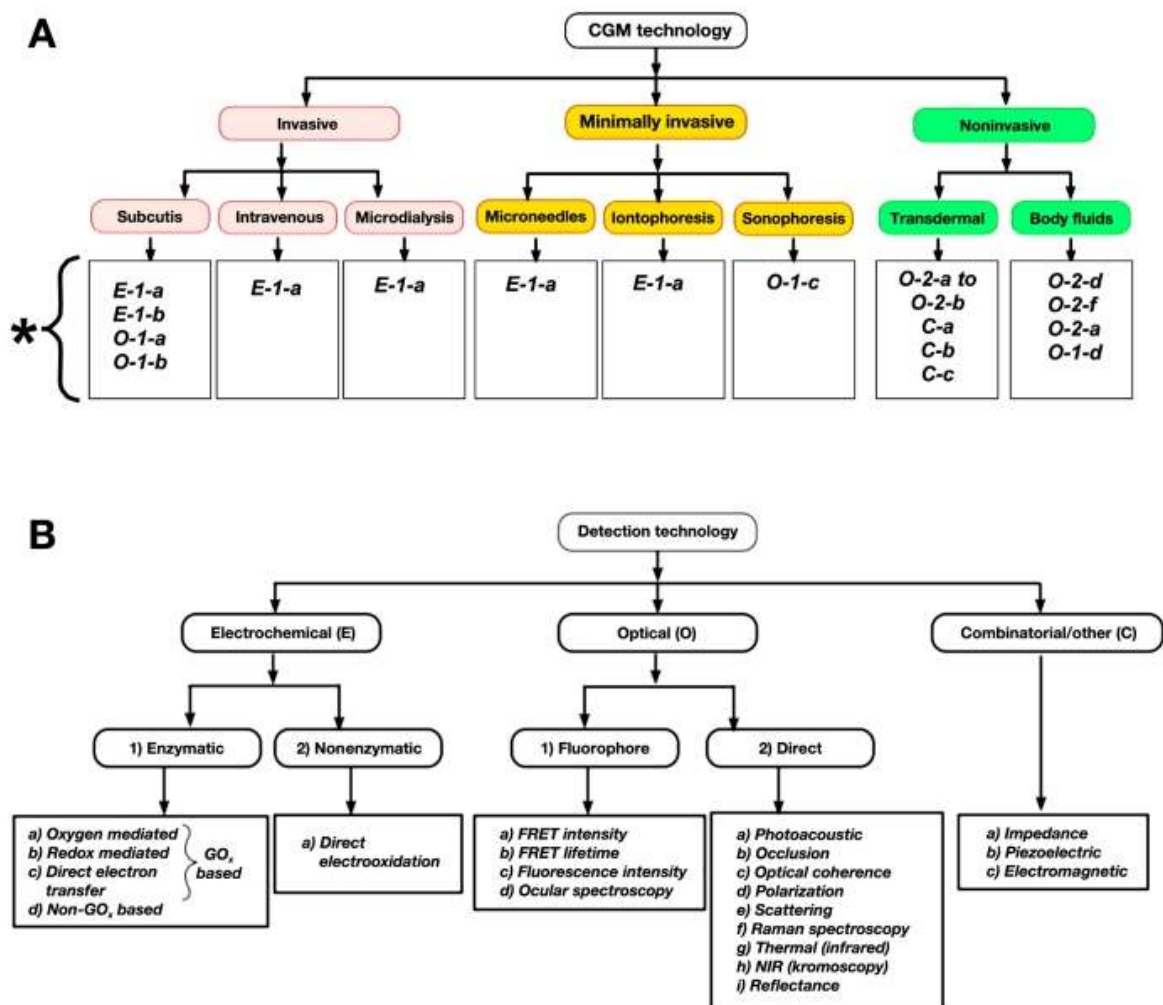 A
CGM technology
Invasive
Minimally invasive
Noninvasive
Subcutis
Intravenous
Microdialysis
Microneedles
Iontophoresis
Sonophoresis
Transdermal
Body fluids
*
E-1-a
E-1-b
O-1-a
O-1-b
E-1-a
E-1-a
E-1-a
E-1-a
O-1-c
O-2-a to
O-2-b
C-a
C-b
C-c
O-2-d
O-2-f
O-2-a
O-1-d
B
Detection technology
Electrochemical (E)
Optical (O)
Combinatorial/other (C)
1) Enzymatic
2) Nonenzymatic
1) Fluorophore
2) Direct
a) Oxygen mediated
b) Redox mediated
c) Direct electron
transfer
d) Non-GOx based
GOx
based
a) Direct
electrooxidation
a) FRET intensity
b) FRET lifetime
c) Fluorescence intensity
d) Ocular spectroscopy
a) Photoacoustic
b) Occlusion
c) Optical coherence
d) Polarization
e) Scattering
f) Raman spectroscopy
g) Thermal (infrared)
h) NIR (kromoscopy)
i) Reflectance
a) Impedance
b) Piezoelectric
c) Electromagnetic